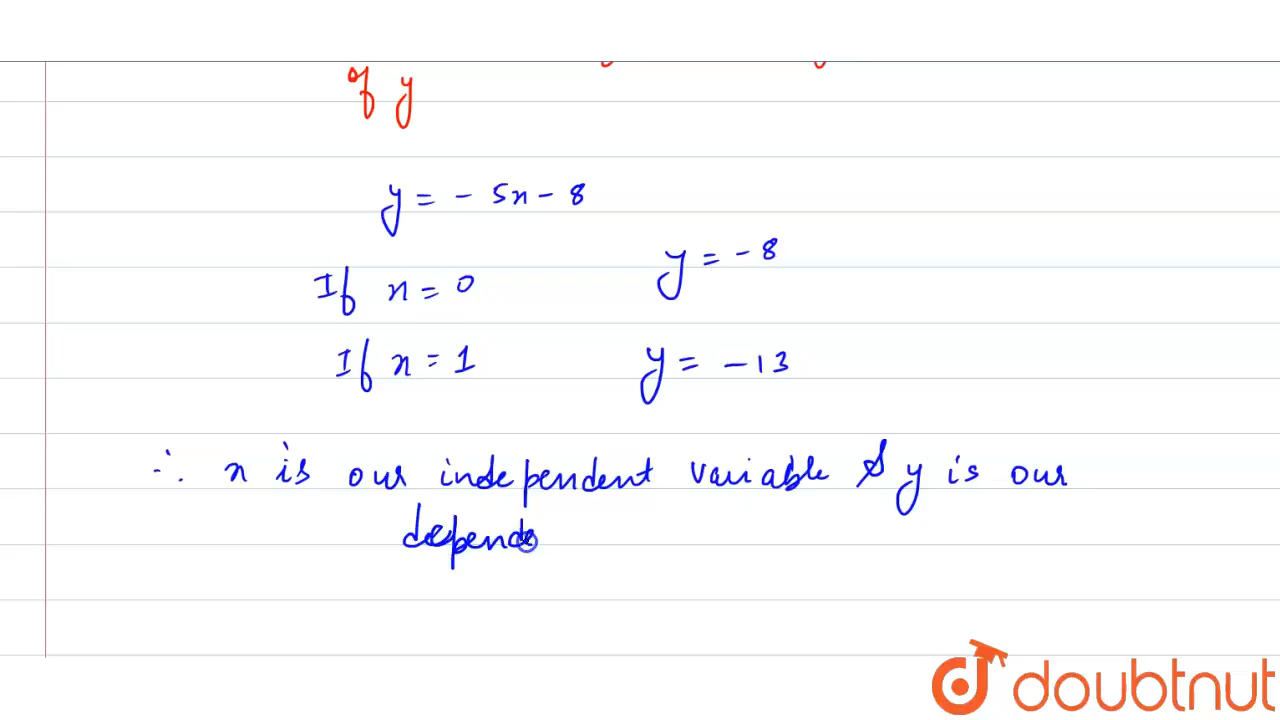 of y
y = - 5x - 8
y = - 8
If x = 0
If x = 1 y = - 13
∴ x is our independent variable & y is our
depende
doubtnut